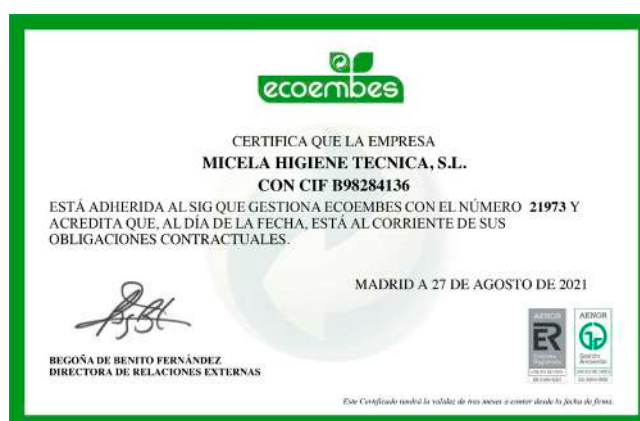 ecoembes
CERTIFICA QUE LA EMPRESA
MICELA HIGIENE TECNICA, S.L.
CON CIF B98284136
ESTÁ ADHERIDA AL SIG QUE GESTIONA ECOEMBES CON EL NÚMERO 21973 Y
ACREDITA QUE, AL DÍA DE LA FECHA, ESTÁ AL CORRIENTE DE SUS
OBLIGACIONES CONTRACTUALES.
MADRID A 27 DE AGOSTO DE 2021
AENOR
AENOR
ER
Gestión
Ambiental
BEGOÑA DE BENITO FERNÁNDEZ
DIRECTORA DE RELACIONES EXTERNAS
Este Certificado tendrá la validez de tres meses a contar desde la fecha de firma.